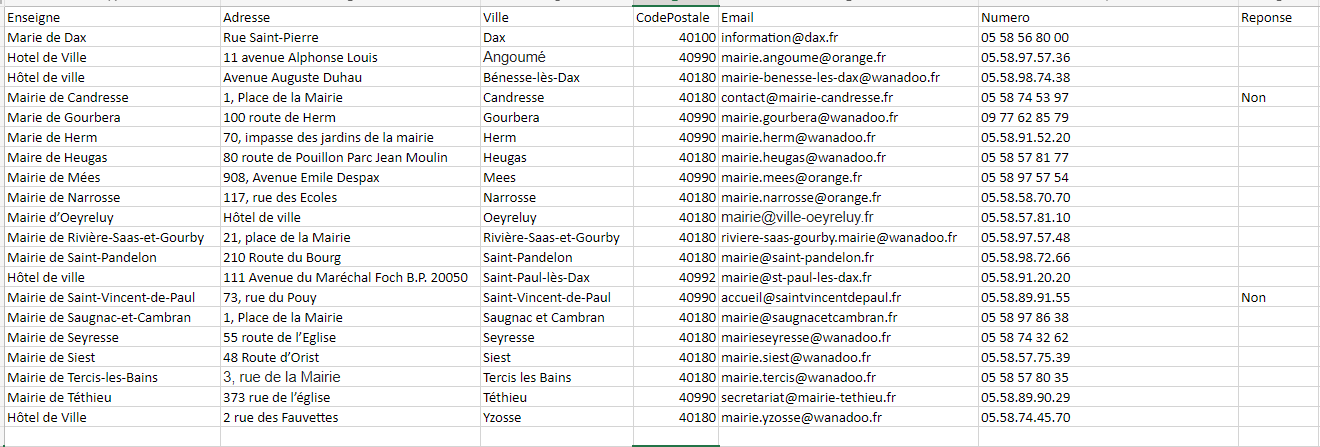 Enseigne Adresse Ville CodePostale Email Numero Reponse
Marie de Dax Rue Saint-Pierre Dax 40100 information@dax.fr 05 58 56 80 00
Hotel de Ville 11 avenue Alphonse Louis Angoumé 40990 mairie.angoume@orange.fr 05.58.97.57.36
Hôtel de ville Avenue Auguste Duhau Bénesse-lès-Dax 40180 mairie-benesse-les-dax@wanadoo.fr 05.58.98.74.38
Mairie de Candresse 1, Place de la Mairie Candresse 40180 contact@mairie-candresse.fr 05 58 74 53 97 Non
Marie de Gourbera 100 route de Herm Gourbera 40990 mairie.gourbera@wanadoo.fr 09 77 62 85 79
Marie de Herm 70, impasse des jardins de la mairie Herm 40990 mairie.herm@wanadoo.fr 05.58.91.52.20
Maire de Heugas 80 route de Pouillon Parc Jean Moulin Heugas 40180 mairie.heugas@wanadoo.fr 05 58 57 81 77
Mairie de Mées 908, Avenue Emile Despax Mees 40990 mairie.mees@orange.fr 05 58 97 57 54
Mairie de Narrosse 117, rue des Ecoles Narrosse 40180 mairie.narrosse@orange.fr 05.58.58.70.70
Mairie d’Oeyreluy Hôtel de ville Oeyreluy 40180 mairie@ville-oeyreluy.fr 05.58.57.81.10
Mairie de Rivière-Saas-et-Gourby 21, place de la Mairie Rivière-Saas-et-Gourby 40180 riviere-saas-gourby.mairie@wanadoo.fr 05.58.97.57.48
Mairie de Saint-Pandelon 210 Route du Bourg Saint-Pandelon 40180 mairie@saint-pandelon.fr 05.58.98.72.66
Hôtel de ville 111 Avenue du Maréchal Foch B.P. 20050 Saint-Paul-lès-Dax 40992 mairie@st-paul-les-dax.fr 05.58.91.20.20
Mairie de Saint-Vincent-de-Paul 73, rue du Pouy Saint-Vincent-de-Paul 40990 accueil@saintvincentdepaul.fr 05.58.89.91.55 Non
Mairie de Saugnac-et-Cambran 1, Place de la Mairie Saugnac et Cambran 40180 mairie@saugnacetcambran.fr 05 58 97 86 38
Mairie de Seyresse 55 route de l’Eglise Seyresse 40180 mairieseyresse@wanadoo.fr 05 58 74 32 62
Mairie de Siest 48 Route d’Orist Siest 40180 mairie.siest@wanadoo.fr 05.58.57.75.39
Mairie de Tercis-les-Bains 3, rue de la Mairie Tercis les Bains 40180 mairie.tercis@wanadoo.fr 05 58 57 80 35
Mairie de Téthieu 373 rue de l’église Téthieu 40990 secretariat@mairie-tethieu.fr 05.58.89.90.29
Hôtel de Ville 2 rue des Fauvettes Yzosse 40180 mairie.yzosse@wanadoo.fr 05.58.74.45.70